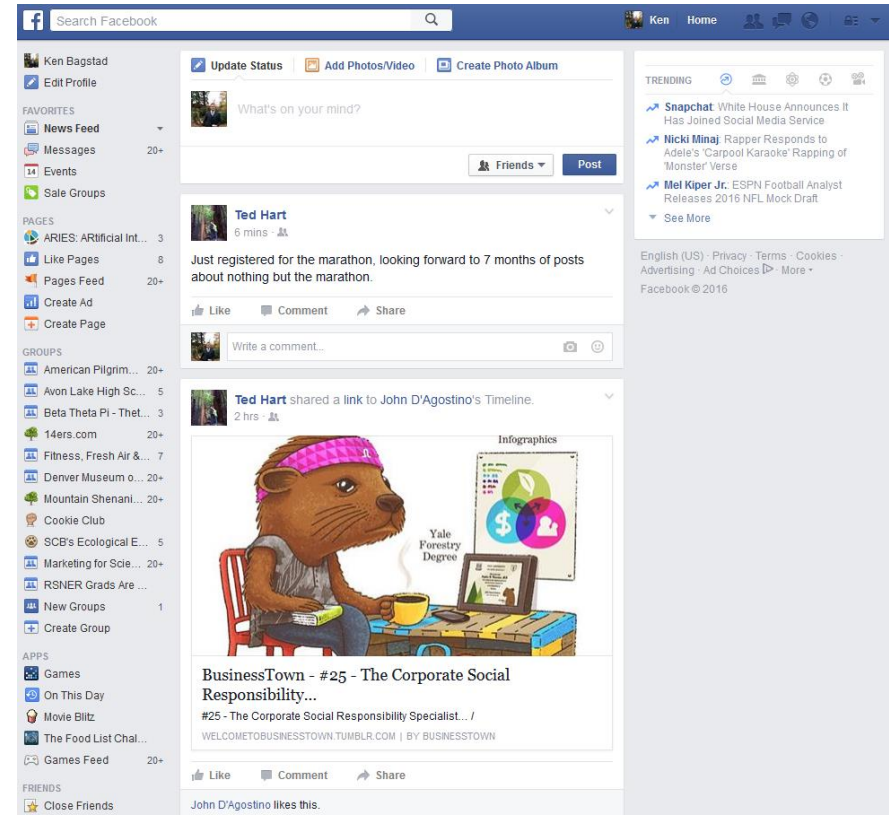 Search Facebook
Ken Home
Ken Bagstad
Edit Profile
FAVORITES
News Feed
Messages 20+
14 Events
Sale Groups
PAGES
ARIES: ARtificial Int... 3
Like Pages 8
Pages Feed 20+
Create Ad
Create Page
GROUPS
American Pilgrim... 20+
Avon Lake High Sc... 5
Beta Theta Pi - Thet... 3
14ers.com 20+
Fitness, Fresh Air &... 7
Denver Museum o... 20+
Mountain Shenani... 20+
Cookie Club
SCB's Ecological E... 5
Marketing for Scie... 20+
RSNER Grads Are ...
New Groups 1
Create Group
APPS
Games
On This Day
Movie Blitz
The Food List Chal...
Games Feed 20+
FRIENDS
Close Friends
Update Status Add Photos/Video Create Photo Album
What's on your mind?
Friends Post
Ted Hart
6 mins ·
Just registered for the marathon, looking forward to 7 months of posts
about nothing but the marathon.
Like Comment Share
Write a comment...
Ted Hart shared a link to John D'Agostino's Timeline.
2 hrs ·
Infographics
Yale
Forestry
Degree
BusinessTown - #25 - The Corporate Social
Responsibility...
#25 - The Corporate Social Responsibility Specialist... /
WELCOMETOBUSINESSTOWN.TUMBLR.COM | BY BUSINESSTOWN
Like Comment Share
John D'Agostino likes this.
TRENDING
Snapchat: White House Announces It
Has Joined Social Media Service
Nicki Minaj: Rapper Responds to
Adele's 'Carpool Karaoke' Rapping of
'Monster' Verse
Mel Kiper Jr.: ESPN Football Analyst
Releases 2016 NFL Mock Draft
See More
English (US) · Privacy · Terms · Cookies ·
Advertising · Ad Choices · More
Facebook © 2016